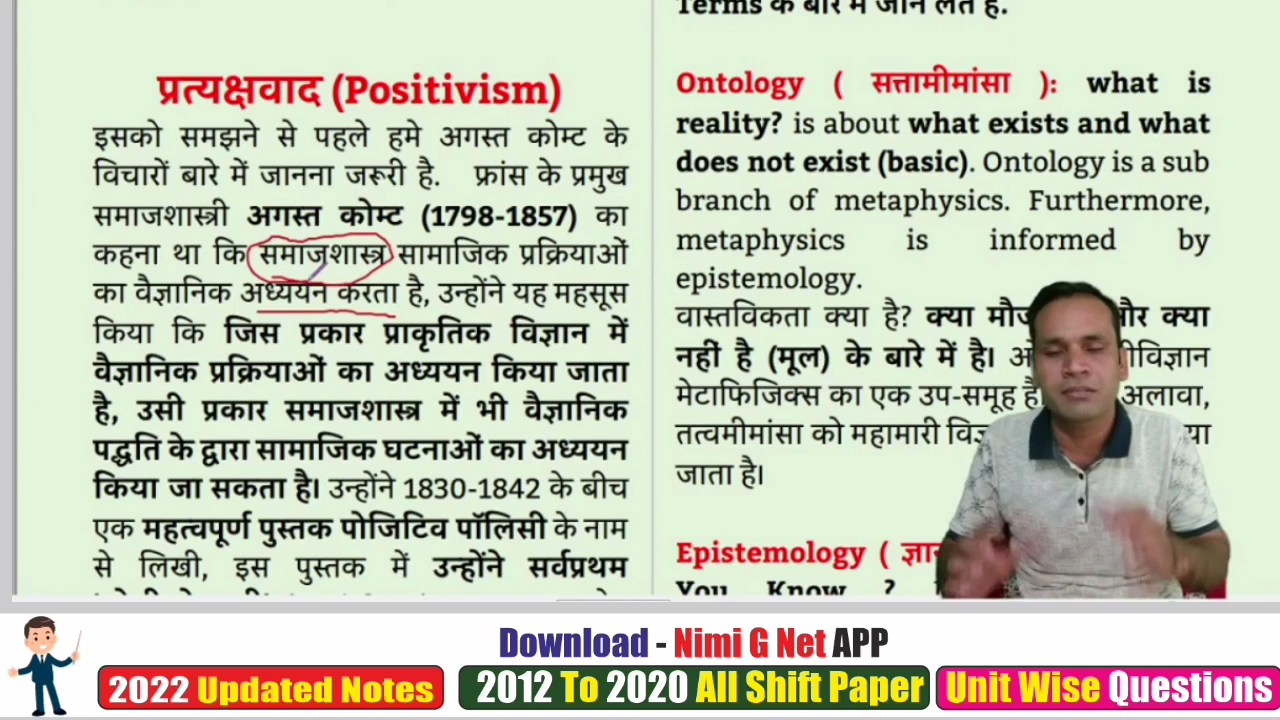 प्रत्यक्षवाद (Positivism)
इसको समझने से पहले हमे अगस्त कोम्ट के
विचारों बारे में जानना जरूरी है. फ्रांस के प्रमुख
समाजशास्त्री अगस्त कोम्ट (1798-1857) का
कहना था कि समाजशास्त्र सामाजिक प्रक्रियाओं
का वैज्ञानिक अध्ययन करता है, उन्होंने यह महसूस
किया कि जिस प्रकार प्राकृतिक विज्ञान में
वैज्ञानिक प्रक्रियाओं का अध्ययन किया जाता
है, उसी प्रकार समाजशास्त्र में भी वैज्ञानिक
पद्धति के द्वारा सामाजिक घटनाओं का अध्ययन
किया जा सकता है। उन्होंने 1830-1842 के बीच
एक महत्वपूर्ण पुस्तक पोजिटिव पॉलिसी के नाम
से लिखी, इस पुस्तक में उन्होंने सर्वप्रथम
Terms के बारे में जान लेते हैं.
Ontology ( सत्तामीमांसा ): what is
reality? is about what exists and what
does not exist (basic). Ontology is a sub
branch of metaphysics. Furthermore,
metaphysics is informed by
epistemology.
वास्तविकता क्या है? क्या और क्या
नहीं है (मूल) के बारे में है।
मेटाफिजिक्स का एक उप-समूह अलावा,
तत्वमीमांसा को महामारी
जाता है।
Epistemology (
You Know ?
Download - Nimi G Net APP
2022 Updated Notes
2012 To 2020 All Shift Paper
Unit Wise Questions